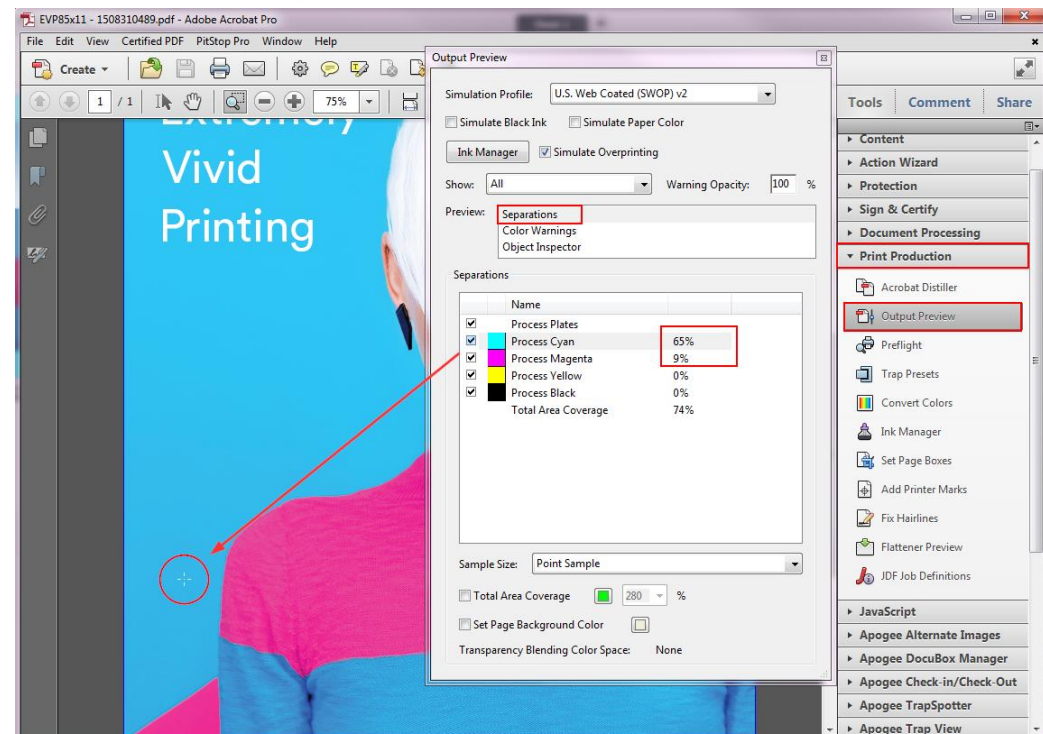 EVP85x11 - 1508310489.pdf - Adobe Acrobat Pro
File Edit View Certified PDF PitStop Pro Window Help
Create
1 / 1 75%
Tools Comment Share
Vivid
Printing
Output Preview
Simulation Profile: U.S. Web Coated (SWOP) v2
Simulate Black Ink Simulate Paper Color
Ink Manager Simulate Overprinting
Show: All Warning Opacity: 100 %
Preview: Separations
Color Warnings
Object Inspector
Separations
Name
Process Plates
Process Cyan 65%
Process Magenta 9%
Process Yellow 0%
Process Black 0%
Total Area Coverage 74%
Sample Size: Point Sample
Total Area Coverage 280 %
Set Page Background Color
Transparency Blending Color Space: None
Content
Action Wizard
Protection
Sign & Certify
Document Processing
Print Production
Acrobat Distiller
Output Preview
Preflight
Trap Presets
Convert Colors
Ink Manager
Set Page Boxes
Add Printer Marks
Fix Hairlines
Flattener Preview
JDF Job Definitions
JavaScript
Apogee Alternate Images
Apogee DocuBox Manager
Apogee Check-in/Check-Out
Apogee TrapSpotter
Apogee Trap View